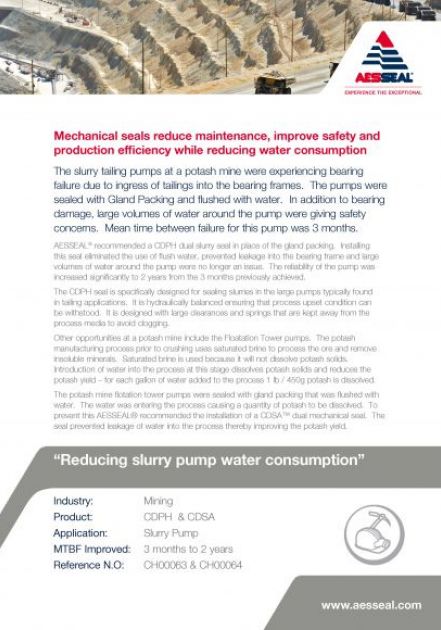 AESSEAL®
EXPERIENCE THE EXCEPTIONAL
Mechanical seals reduce maintenance, improve safety and
production efficiency while reducing water consumption
The slurry tailing pumps at a potash mine were experiencing bearing
failure due to ingress of tailings into the bearing frames.  The pumps were
sealed with Gland Packing and flushed with water.  In addition to bearing
damage, large volumes of water around the pump were giving safety
concerns.  Mean time between failure for this pump was 3 months.
AESSEAL® recommended a CDPH dual slurry seal in place of the gland packing.  Installing
this seal eliminated the use of flush water, prevented leakage into the bearing frame and large
volumes of water around the pump were no longer an issue.  The reliability of the pump was
increased significantly to 2 years from the 3 months previously achieved.
The CDPH seal is specifically designed for sealing slurries in the large pumps typically found
in tailing applications.  It is hydraulically balanced ensuring that process upset condition can
be withstood.  It is designed with large clearances and springs that are kept away from the
process media to avoid clogging.
Other opportunities at a potash mine include the Floatation Tower pumps.  The potash
manufacturing process prior to crushing uses saturated brine to process the ore and remove
insoluble minerals.  Saturated brine is used because it will not dissolve potash solids.
Introduction of water into the process at this stage dissolves potash solids and reduces the
potash yield – for each gallon of water added to the process 1 lb / 450g potash is dissolved.
The potash mine flotation tower pumps were sealed with gland packing that was flushed with
water.  The water was entering the process causing a quantity of potash to be dissolved.  To
prevent this AESSEAL® recommended the installation of a CDSA™ dual mechanical seal.  The
seal prevented leakage of water into the process thereby improving the potash yield.
“Reducing slurry pump water consumption”
Industry: Mining
Product: CDPH & CDSA
Application: Slurry Pump
MTBF Improved: 3 months to 2 years
Reference N.O: CH00063 & CH00064
www.aesseal.com